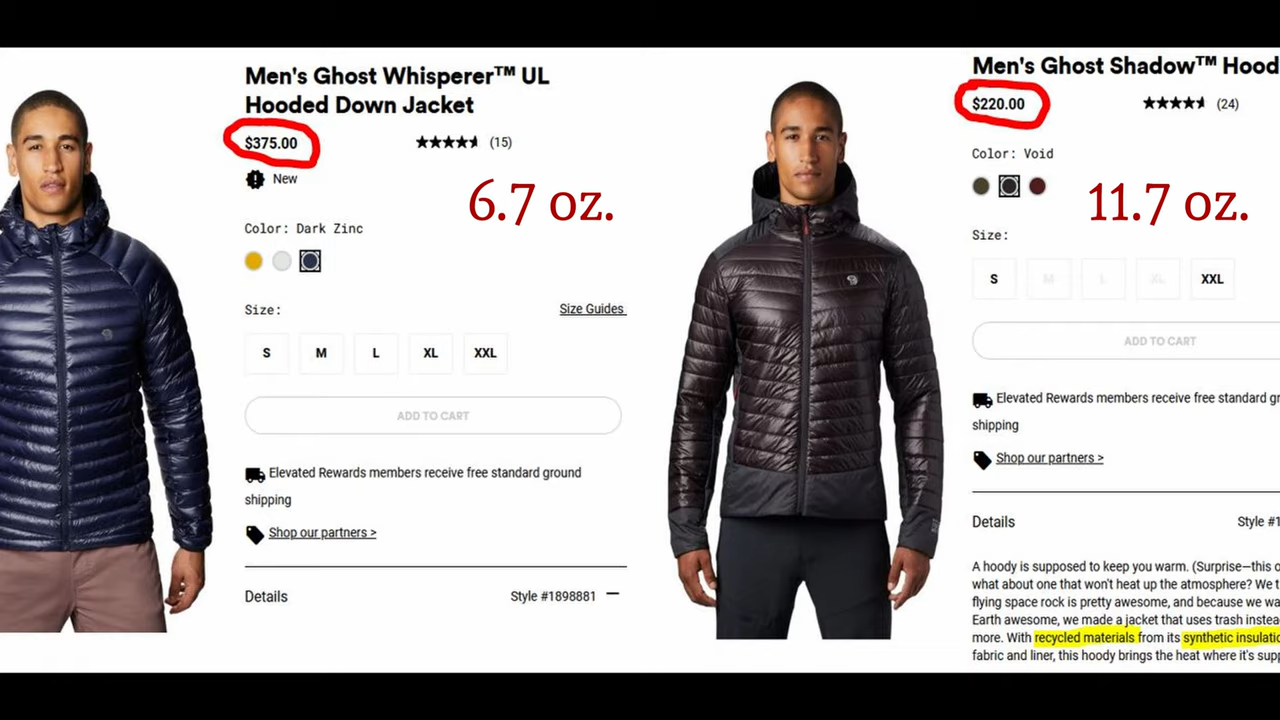 Men's Ghost Whisperer™ UL
Hooded Down Jacket
$375.00
(15)
New
6.7 oz.
Color: Dark Zinc
Size:
Size Guides
S
M
L
XL
XXL
ADD TO CART
Elevated Rewards members receive free standard ground
shipping
Shop our partners >
Details
Style #1898881
Men's Ghost Shadow™ Hood
$220.00
(24)
Color: Void
11.7 oz.
Size:
S
M
L
XL
XXL
ADD TO CART
Elevated Rewards members receive free standard gr
shipping
Shop our partners >
Details
Style #1
A hoody is supposed to keep you warm. (Surprise—this o
what about one that won't heat up the atmosphere? We t
flying space rock is pretty awesome, and because we wa
Earth awesome, we made a jacket that uses trash instea
more. With recycled materials from its synthetic insulatio
fabric and liner, this hoody brings the heat where it's supp